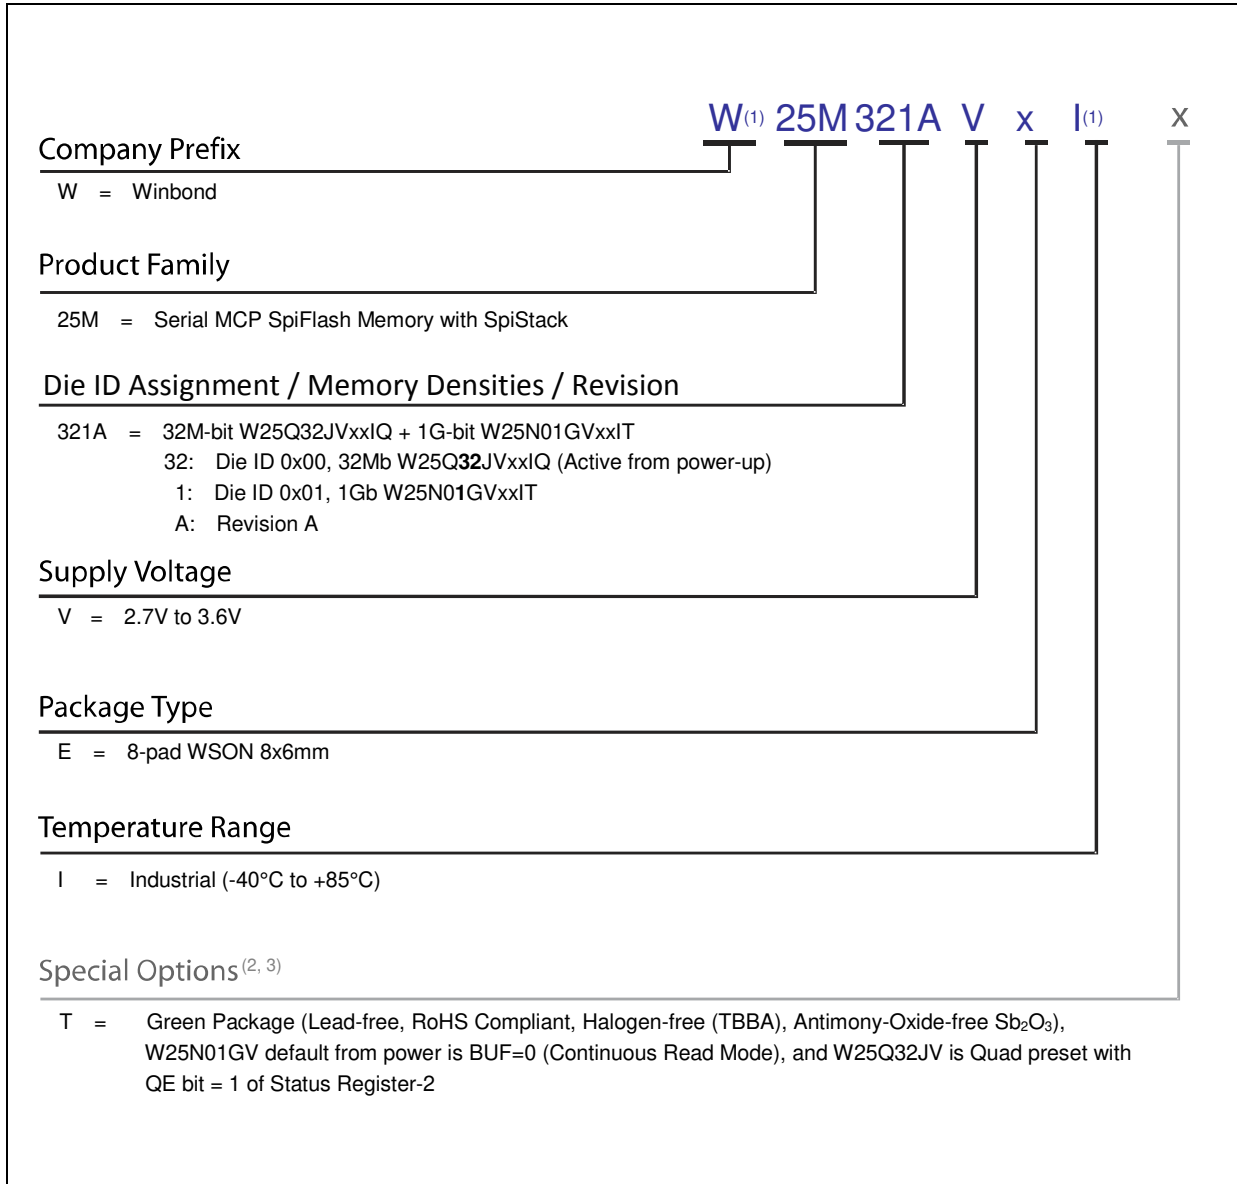 W(1) 25M 321A V x I(1) x
Company Prefix
W = Winbond
Product Family
25M = Serial MCP SpiFlash Memory with SpiStack
Die ID Assignment / Memory Densities / Revision
321A = 32M-bit W25Q32JVxxIQ + 1G-bit W25N01GVxxIT
32: Die ID 0x00, 32Mb W25Q32JVxxIQ (Active from power-up)
1: Die ID 0x01, 1Gb W25N01GVxxIT
A: Revision A
Supply Voltage
V = 2.7V to 3.6V
Package Type
E = 8-pad WSON 8x6mm
Temperature Range
I = Industrial (-40°C to +85°C)
Special Options(2, 3)
T = Green Package (Lead-free, RoHS Compliant, Halogen-free (TBBA), Antimony-Oxide-free Sb₂O₃),
W25N01GV default from power is BUF=0 (Continuous Read Mode), and W25Q32JV is Quad preset with
QE bit = 1 of Status Register-2